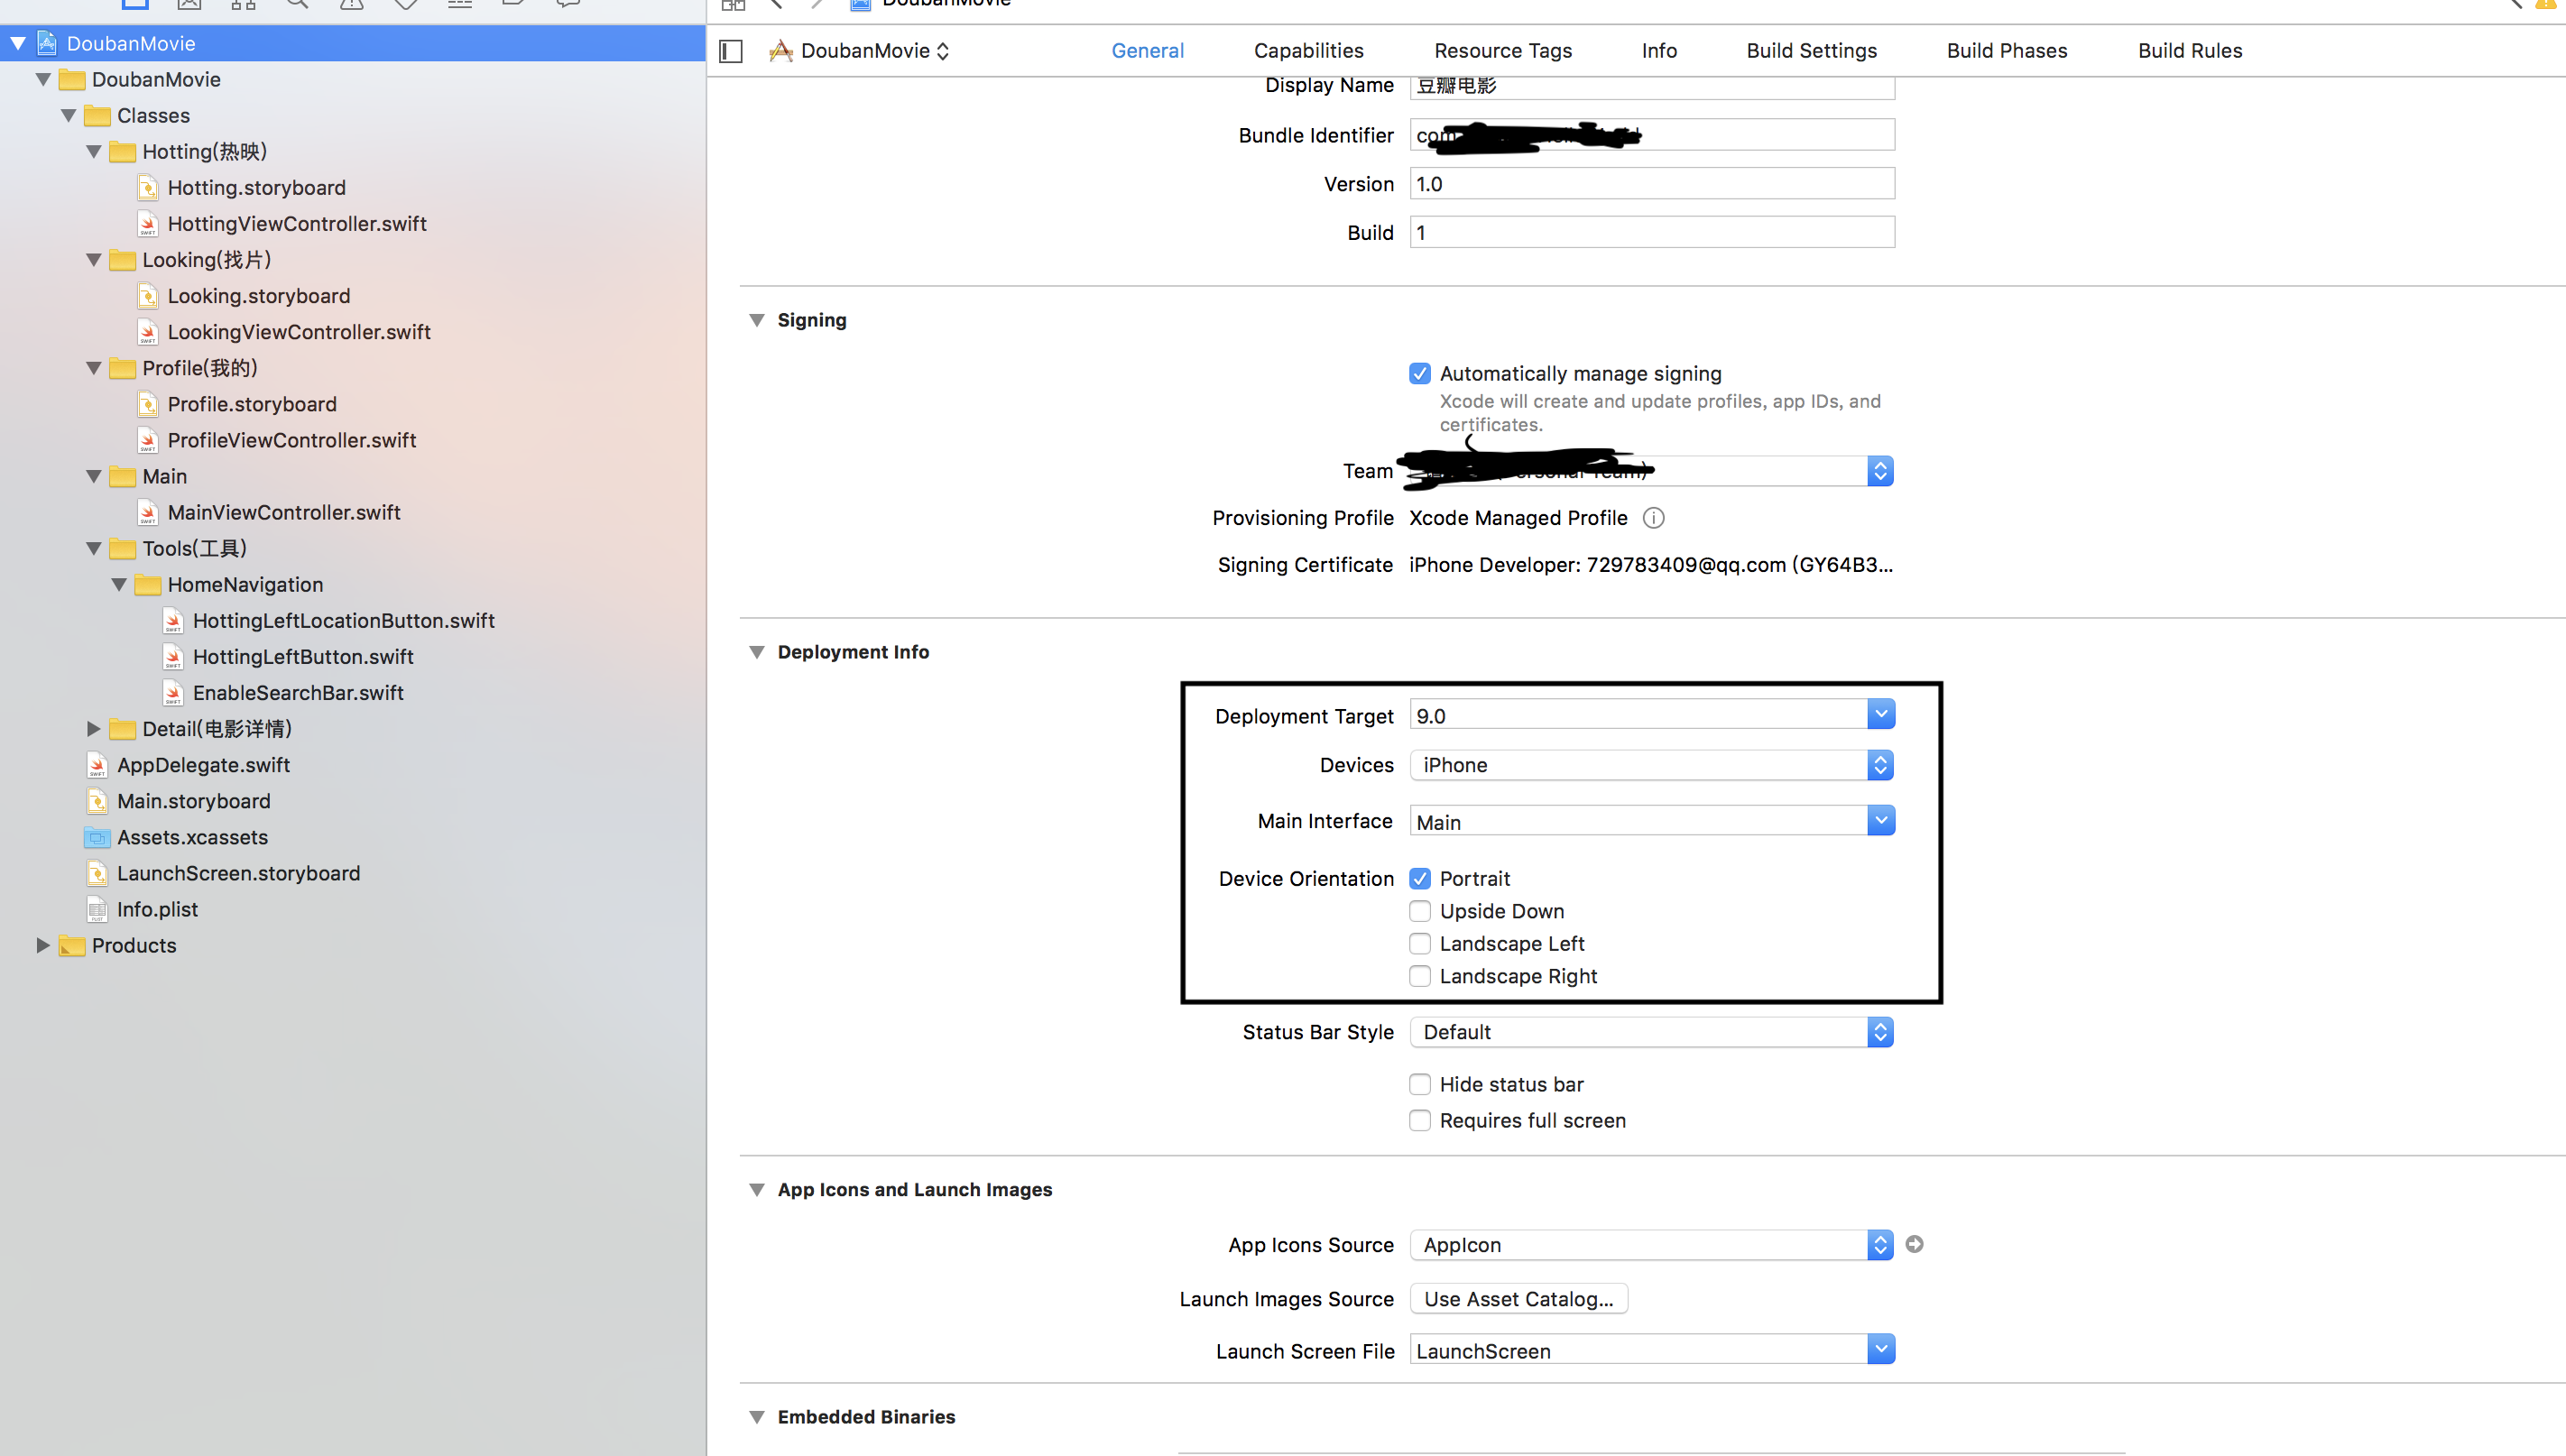 DoubanMovie
DoubanMovie
DoubanMovie
Classes
Hotting(热映)
Hotting.storyboard
HottingViewController.swift
Looking(找片)
Looking.storyboard
LookingViewController.swift
Profile(我的)
Profile.storyboard
ProfileViewController.swift
Main
MainViewController.swift
Tools(工具)
HomeNavigation
HottingLeftLocationButton.swift
HottingLeftButton.swift
EnableSearchBar.swift
Detail(电影详情)
AppDelegate.swift
Main.storyboard
Assets.xcassets
LaunchScreen.storyboard
Info.plist
Products
DoubanMovie General Capabilities Resource Tags Info Build Settings Build Phases Build Rules
Display Name 豆瓣电影
Bundle Identifier
Version 1.0
Build 1
Signing
Automatically manage signing
Xcode will create and update profiles, app IDs, and
certificates.
Team
Provisioning Profile Xcode Managed Profile
Signing Certificate iPhone Developer: 729783409@qq.com (GY64B3...
Deployment Info
Deployment Target 9.0
Devices iPhone
Main Interface Main
Device Orientation Portrait
Upside Down
Landscape Left
Landscape Right
Status Bar Style Default
Hide status bar
Requires full screen
App Icons and Launch Images
App Icons Source AppIcon
Launch Images Source Use Asset Catalog...
Launch Screen File LaunchScreen
Embedded Binaries